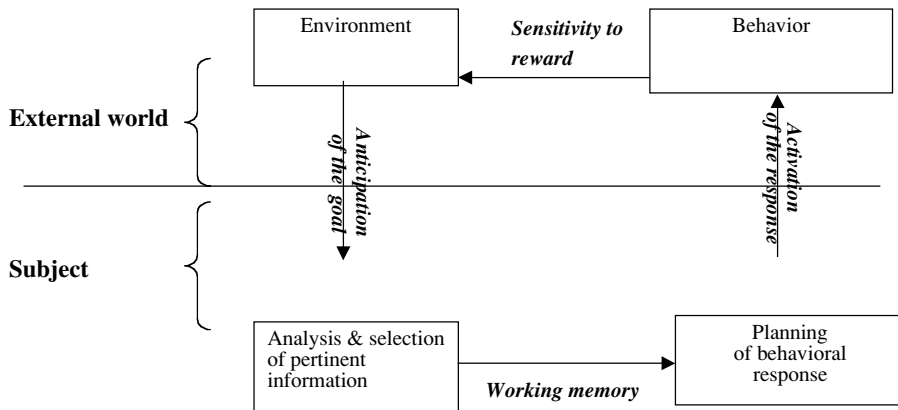 Environment
Sensitivity to
reward
Behavior
External world
Anticipation
of the goal
Activation
of the response
Subject
Analysis & selection
of pertinent
information
Working memory
Planning
of behavioral
response